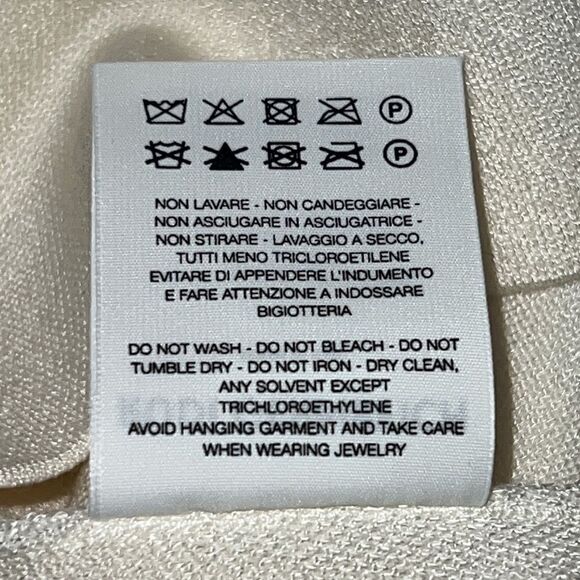 P
P
NON LAVARE - NON CANDEGGIARE -
NON ASCIUGARE IN ASCIUGATRICE -
NON STIRARE - LAVAGGIO A SECCO,
TUTTI MENO TRICLOROETILENE
EVITARE DI APPENDERE L'INDUMENTO
E FARE ATTENZIONE A INDOSSARE
BIGIOTTERIA
DO NOT WASH - DO NOT BLEACH - DO NOT
TUMBLE DRY - DO NOT IRON - DRY CLEAN,
ANY SOLVENT EXCEPT
TRICHLOROETHYLENE
AVOID HANGING GARMENT AND TAKE CARE
WHEN WEARING JEWELRY